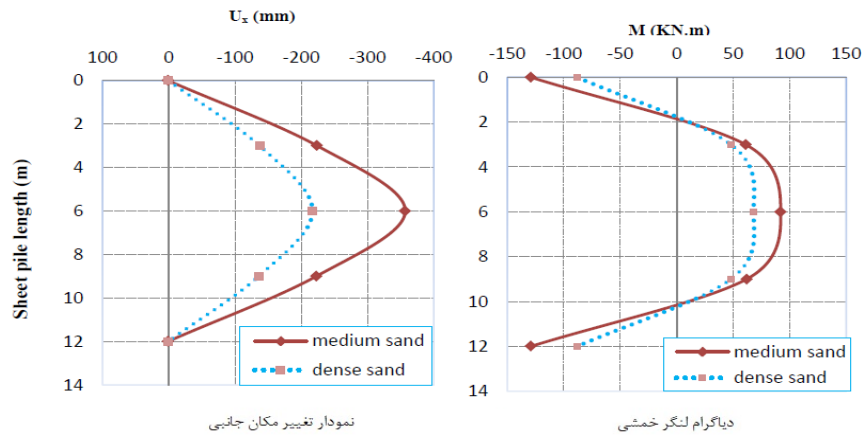 Uₓ (mm)
100 0 -100 -200 -300 -400
0
2
4
6
8
10
12
14
Sheet pile length (m)
medium sand
dense sand
نمودار تغییر مکان جانبی
M (KN.m)
-150 -100 -50 0 50 100 150
0
2
4
6
8
10
12
14
medium sand
dense sand
دیاگرام لنگر خمشی